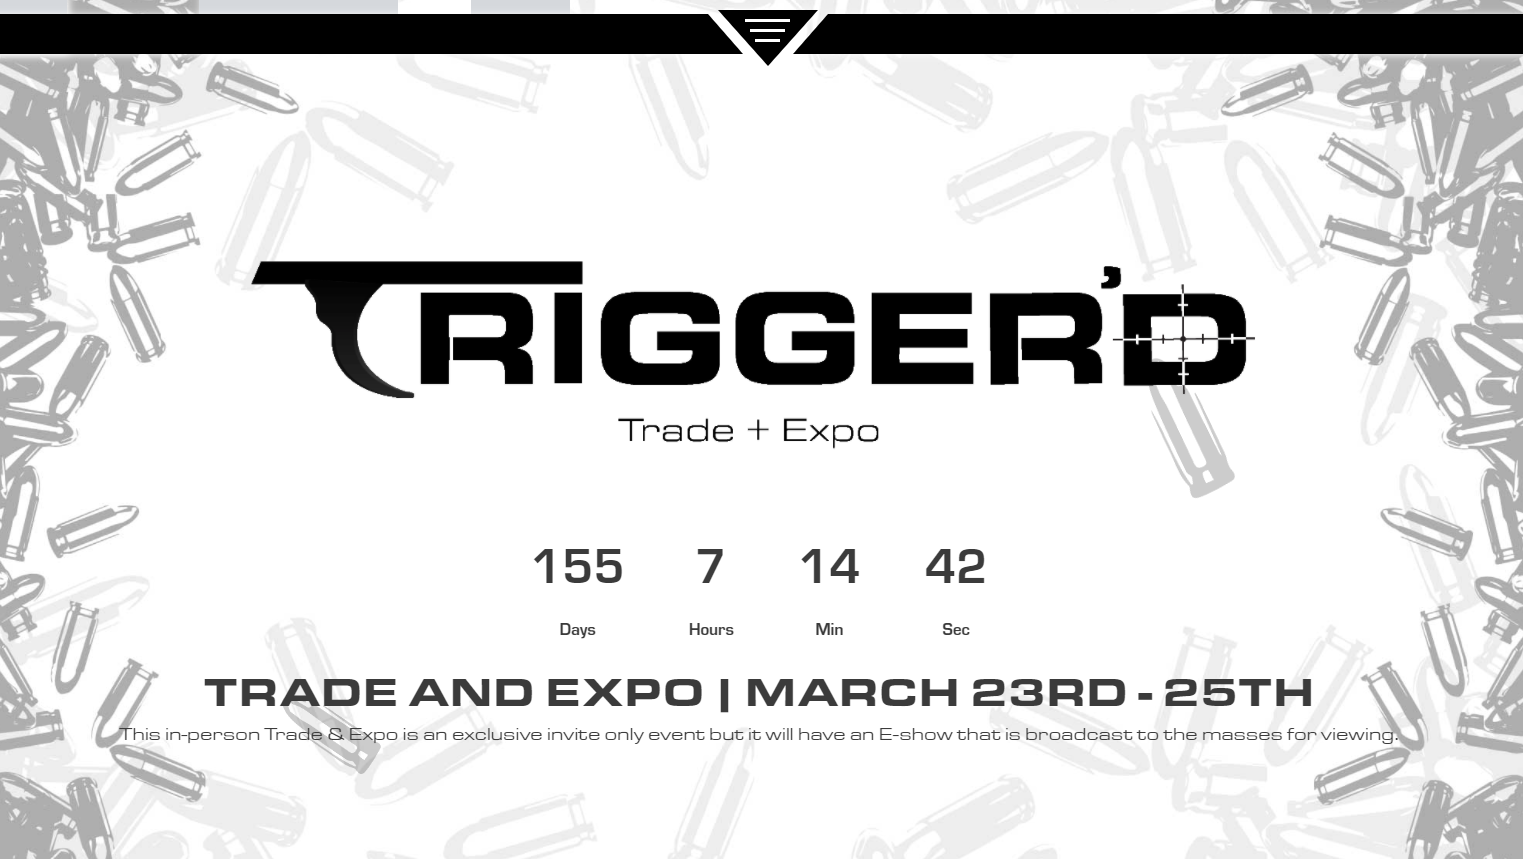 TRIGGER'D
Trade + Expo
155 7 14 42
Days Hours Min Sec
TRADE AND EXPO | MARCH 23RD - 25TH
This in-person Trade & Expo is an exclusive invite only event but it will have an E-show that is broadcast to the masses for viewing.